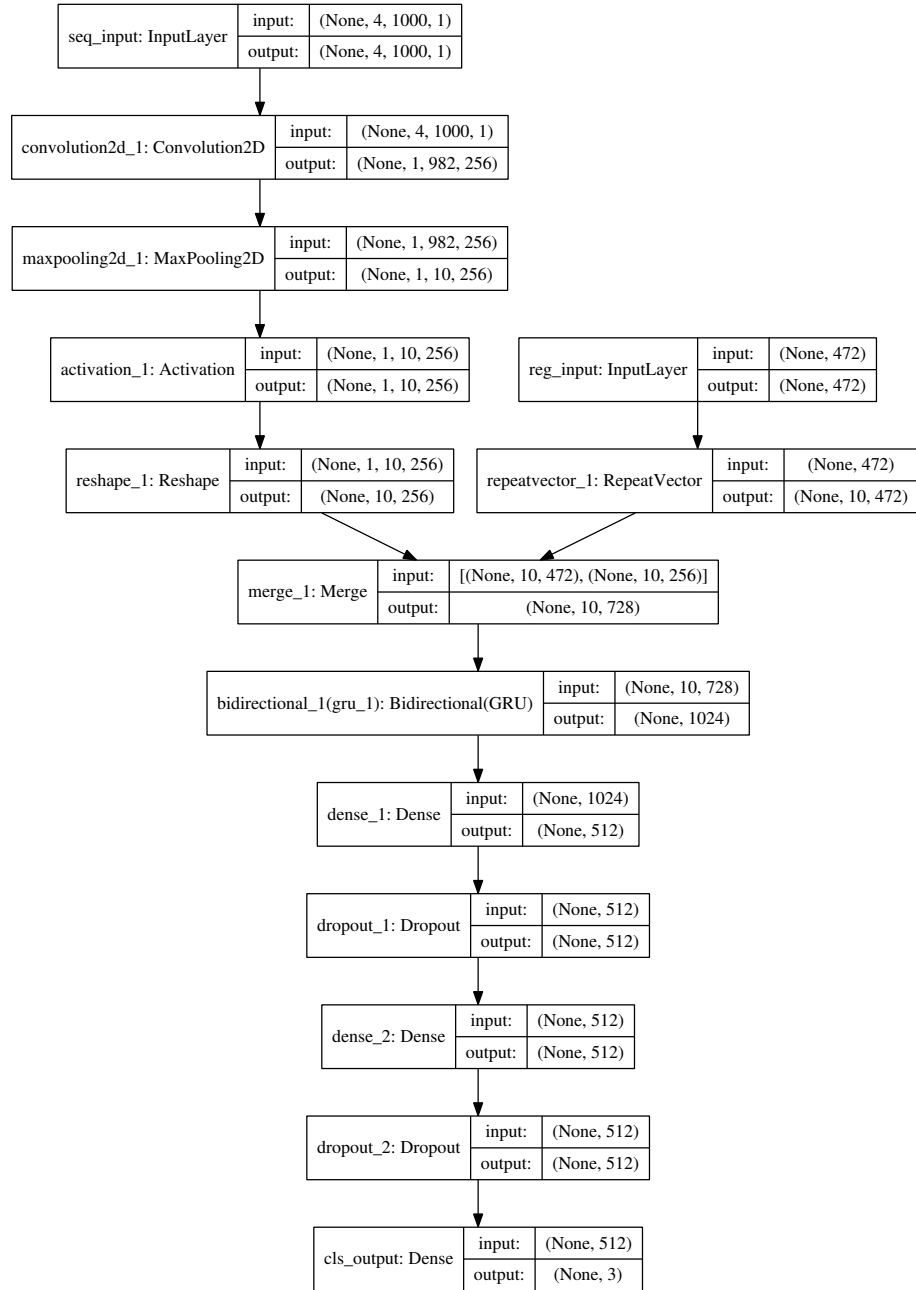 seq_input: InputLayer
input:
(None, 4, 1000, 1)
output:
(None, 4, 1000, 1)
convolution2d_1: Convolution2D
input:
(None, 4, 1000, 1)
output:
(None, 1, 982, 256)
maxpooling2d_1: MaxPooling2D
input:
(None, 1, 982, 256)
output:
(None, 1, 10, 256)
activation_1: Activation
input:
(None, 1, 10, 256)
output:
(None, 1, 10, 256)
reg_input: InputLayer
input:
(None, 472)
output:
(None, 472)
reshape_1: Reshape
input:
(None, 1, 10, 256)
output:
(None, 10, 256)
repeatvector_1: RepeatVector
input:
(None, 472)
output:
(None, 10, 472)
merge_1: Merge
input:
[(None, 10, 472), (None, 10, 256)]
output:
(None, 10, 728)
bidirectional_1(gru_1): Bidirectional(GRU)
input:
(None, 10, 728)
output:
(None, 1024)
dense_1: Dense
input:
(None, 1024)
output:
(None, 512)
dropout_1: Dropout
input:
(None, 512)
output:
(None, 512)
dense_2: Dense
input:
(None, 512)
output:
(None, 512)
dropout_2: Dropout
input:
(None, 512)
output:
(None, 512)
cls_output: Dense
input:
(None, 512)
output:
(None, 3)